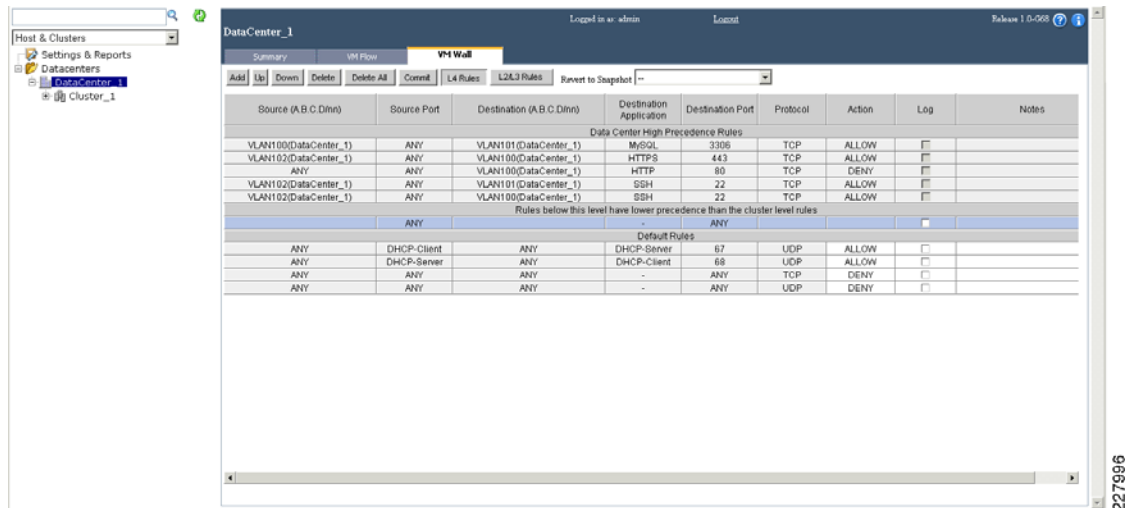 Host & Clusters
Settings & Reports
Datacenters
DataCenter_1
Cluster_1
DataCenter_1
Logged in as: admin
Logout
Release 1.0-G68
Summary
VM Flow
VM Wall
Add Up Down Delete Delete All Commit L4 Rules L2/L3 Rules Revert to Snapshot --
Source (A.B.C.D/nn) Source Port Destination (A.B.C.D/nn) Destination Application Destination Port Protocol Action Log Notes
Data Center High Precedence Rules
VLAN100(DataCenter_1) ANY VLAN101(DataCenter_1) MySQL 3306 TCP ALLOW
VLAN102(DataCenter_1) ANY VLAN100(DataCenter_1) HTTPS 443 TCP ALLOW
ANY ANY VLAN100(DataCenter_1) HTTP 80 TCP DENY
VLAN102(DataCenter_1) ANY VLAN101(DataCenter_1) SSH 22 TCP ALLOW
VLAN102(DataCenter_1) ANY VLAN100(DataCenter_1) SSH 22 TCP ALLOW
Rules below this level have lower precedence than the cluster level rules
ANY - ANY
Default Rules
ANY DHCP-Client ANY DHCP-Server 67 UDP ALLOW
ANY DHCP-Server ANY DHCP-Client 68 UDP ALLOW
ANY ANY ANY - ANY TCP DENY
ANY ANY ANY - ANY UDP DENY
227996